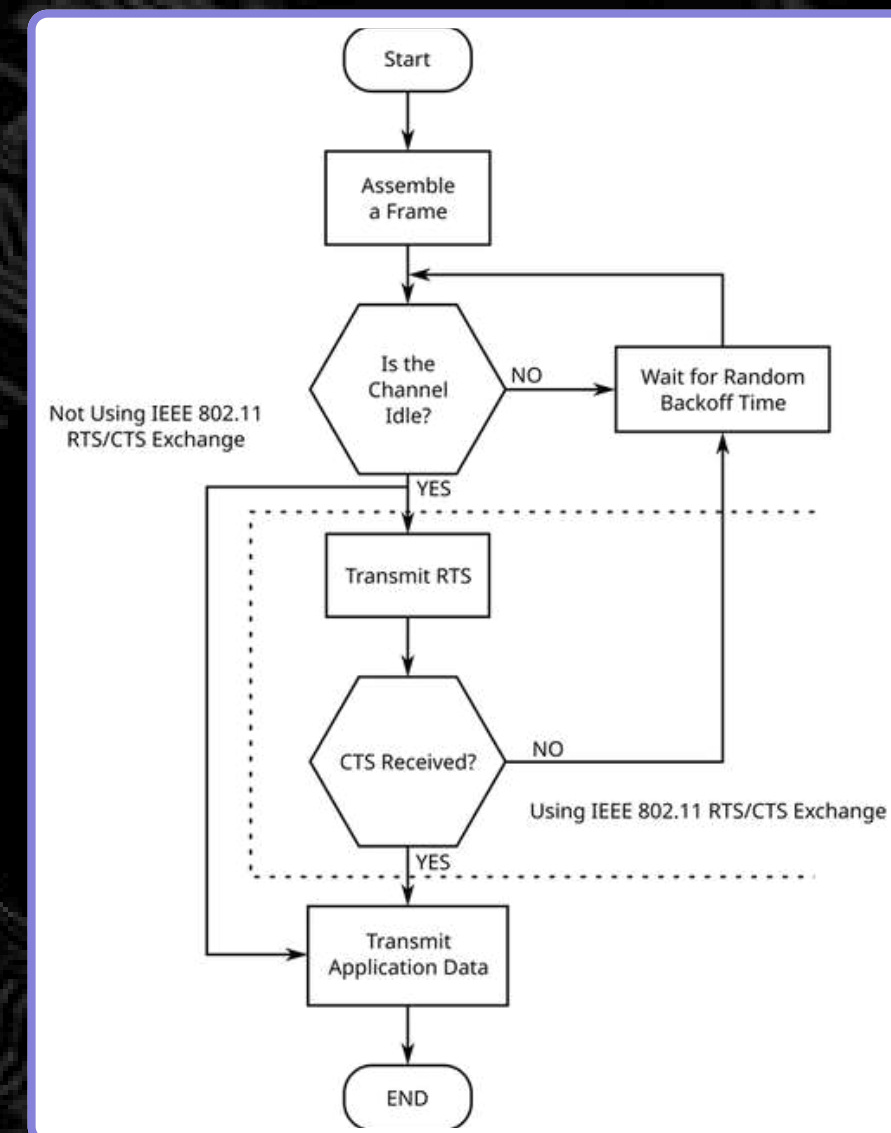 Start
Assemble
a Frame
Is the
Channel
Idle?
NO
Wait for Random
Backoff Time
Not Using IEEE 802.11
RTS/CTS Exchange
YES
Transmit RTS
CTS Received?
NO
Using IEEE 802.11 RTS/CTS Exchange
YES
Transmit
Application Data
END